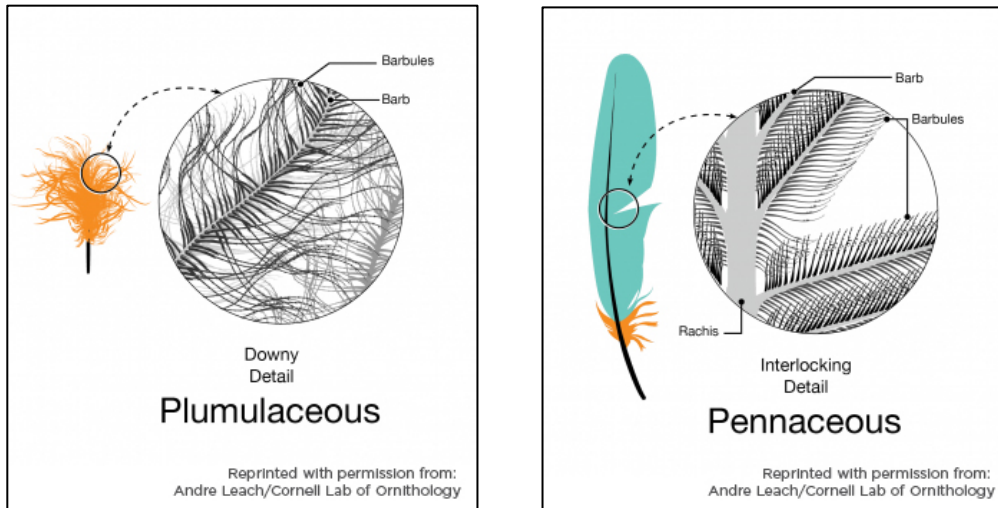 Barbules
Barb
Downy
Detail
Plumulaceous
Reprinted with permission from:
Andre Leach/Cornell Lab of Ornithology
Barb
Barbules
Rachis
Interlocking
Detail
Pennaceous
Reprinted with permission from:
Andre Leach/Cornell Lab of Ornithology